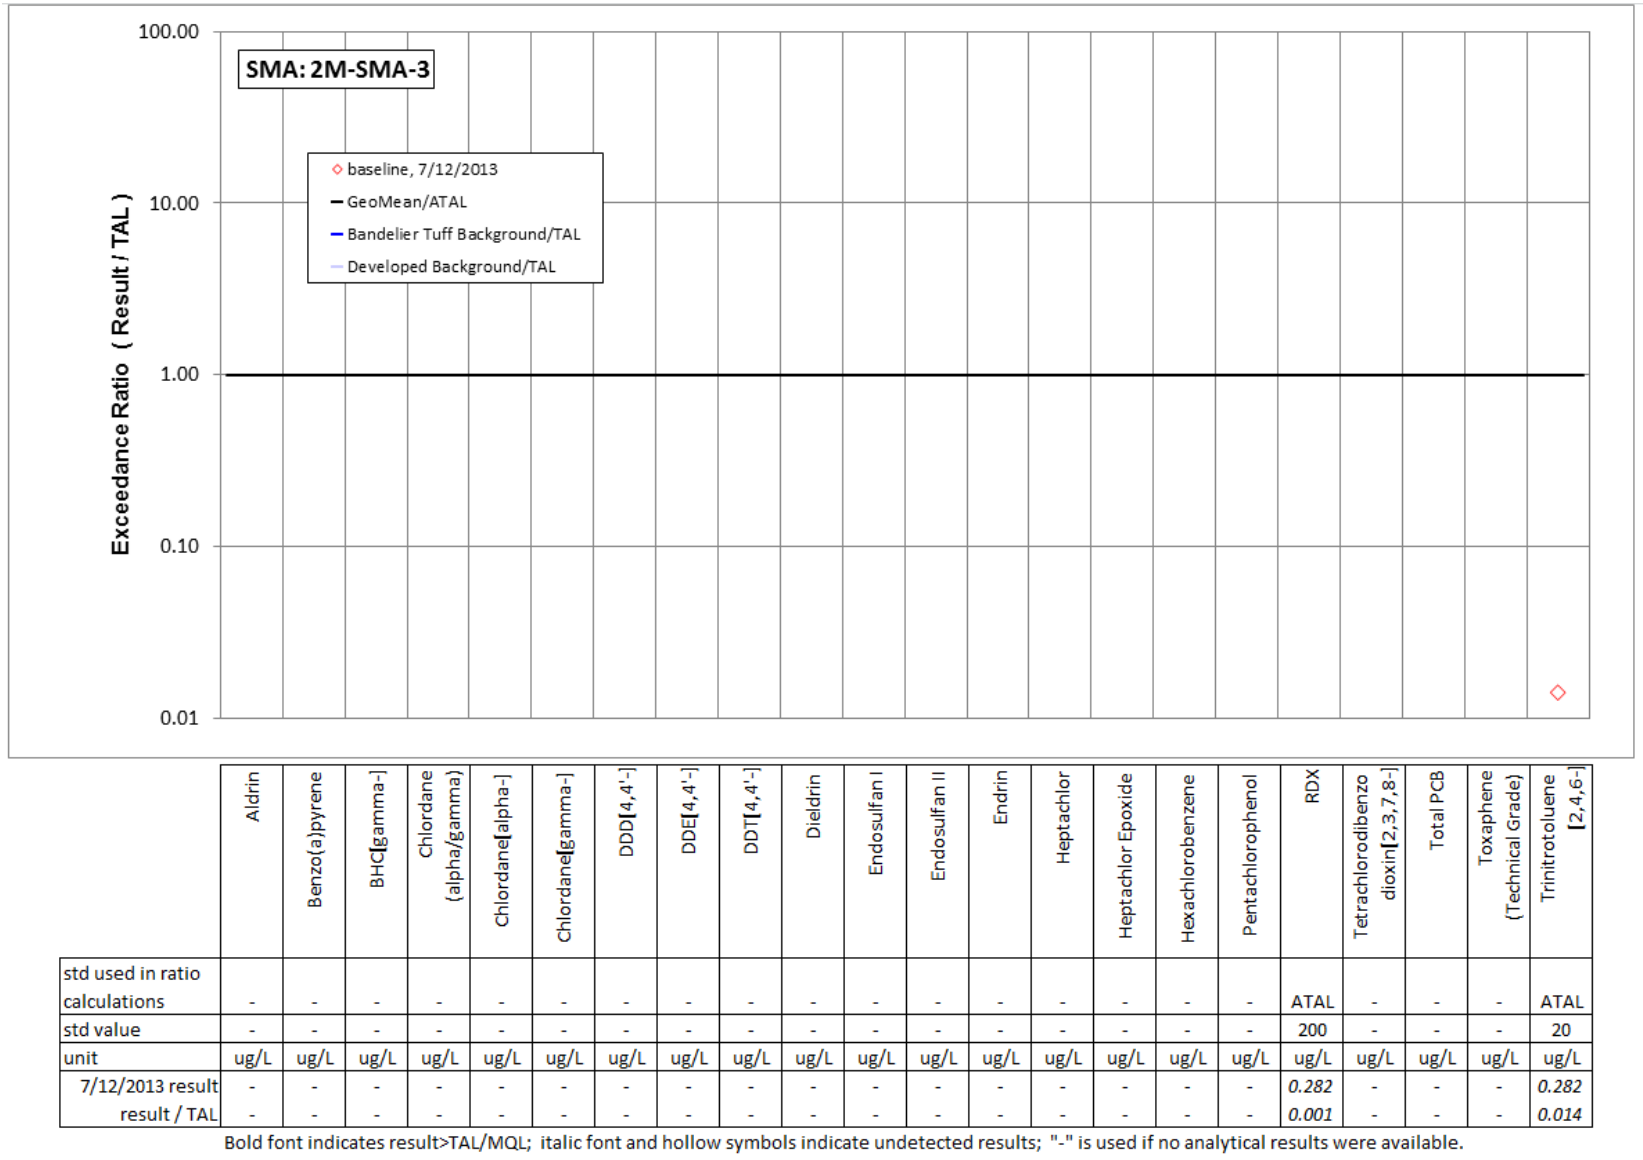 100.00
SMA: 2M-SMA-3
baseline, 7/12/2013
GeoMean/ATAL
Bandelier Tuff Background/TAL
Developed Background/TAL
Exceedance Ratio ( Result / TAL )
10.00
1.00
0.10
0.01
Aldrin
Benzo(a)pyrene
BHC[gamma-]
Chlordane
(alpha/gamma)
Chlordane[alpha-]
Chlordane[gamma-]
DDD[4,4'-]
DDE[4,4'-]
DDT[4,4'-]
Dieldrin
Endosulfan I
Endosulfan II
Endrin
Heptachlor
Heptachlor Epoxide
Hexachlorobenzene
Pentachlorophenol
RDX
Tetrachlorodibenzo
dioxin[2,3,7,8-]
Total PCB
Toxaphene
(Technical Grade)
Trinitrotoluene
[2,4,6-]
std used in ratio
calculations - - - - - - - - - - - - - - - - - ATAL - - - ATAL
std value - - - - - - - - - - - - - - - - - 200 - - - 20
unit ug/L ug/L ug/L ug/L ug/L ug/L ug/L ug/L ug/L ug/L ug/L ug/L ug/L ug/L ug/L ug/L ug/L ug/L ug/L ug/L ug/L ug/L
7/12/2013 result - - - - - - - - - - - - - - - - - 0.282 - - - 0.282
result / TAL - - - - - - - - - - - - - - - - - 0.001 - - - 0.014
Bold font indicates result>TAL/MQL; italic font and hollow symbols indicate undetected results; "-" is used if no analytical results were available.